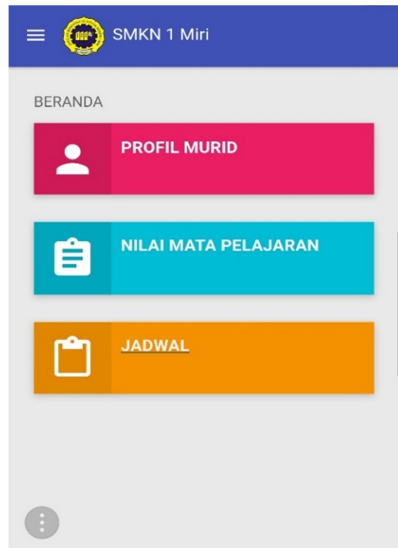 SMKN 1 Miri
BERANDA
PROFIL MURID
NILAI MATA PELAJARAN
JADWAL